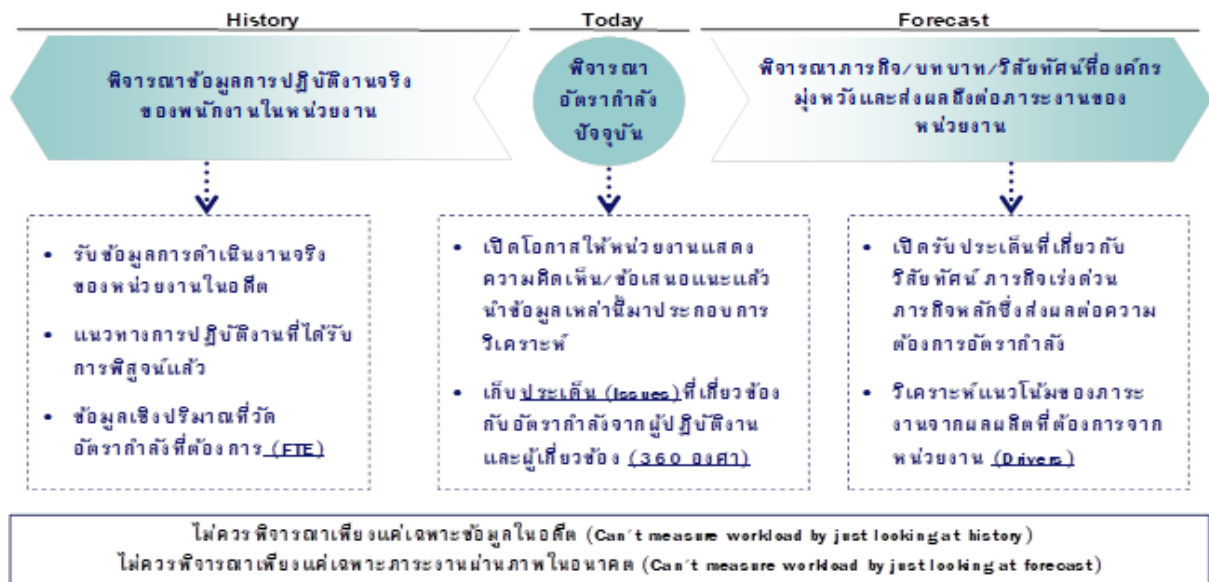 History
Today
Forecast
พิจารณาข้อมูลการปฏิบัติงานจริง
ของพนักงานในหน่วยงาน
พิจารณา
อัตรากำลัง
ปัจจุบัน
พิจารณาภารกิจ/บทบาท/วิสัยทัศน์ที่องค์กร
มุ่งหวังและส่งผลถึงต่อภาระงานของ
หน่วยงาน
• รับข้อมูลการดำเนินงานจริง
ของหน่วยงานในอดีต
• แนวทางการปฏิบัติงานที่ได้รับ
การพิสูจน์แล้ว
• ข้อมูลเชิงปริมาณที่วัด
อัตรากำลังที่ต้องการ (FTE)
• เปิดโอกาสให้หน่วยงานแสดง
ความคิดเห็น/ข้อเสนอแนะแล้ว
นำข้อมูลเหล่านี้มาประกอบการ
วิเคราะห์
• เก็บประเด็น (Issues)ที่เกี่ยวข้อง
กับอัตรากำลังจากผู้ปฏิบัติงาน
และผู้เกี่ยวข้อง (360 องศา)
• เปิดรับประเด็นที่เกี่ยวกับ
วิสัยทัศน์ ภารกิจเร่งด่วน
ภารกิจหลักซึ่งส่งผลต่อความ
ต้องการอัตรากำลัง
• วิเคราะห์แนวโน้มของภาระ
งานจากผลผลิตที่ต้องการจาก
หน่วยงาน (Drivers)
ไม่ควรพิจารณาเพียงแค่เฉพาะข้อมูลในอดีต (Can't measure workload by just looking at history)
ไม่ควรพิจารณาเพียงแค่เฉพาะภาระงานผ่านภาพในอนาคต (Can't measure workload by just looking at forecast)